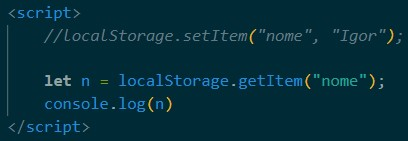 <script>
//localStorage.setItem("nome", "Igor");
let n = localStorage.getItem("nome");
console.log(n)
</script>